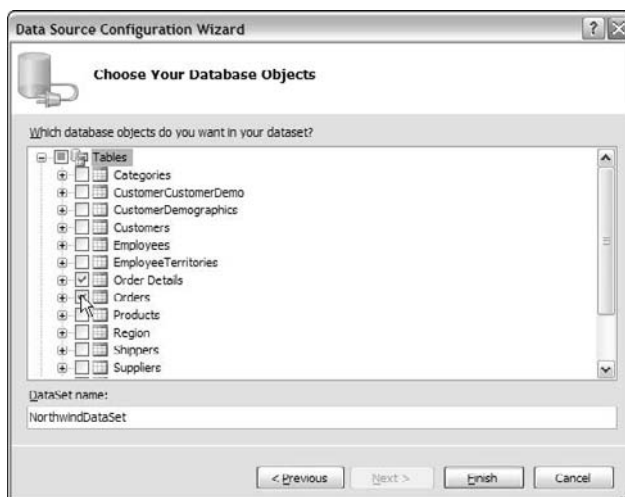 Data Source Configuration Wizard
Choose Your Database Objects
Which database objects do you want in your dataset?
Tables
Categories
CustomerCustomerDemo
CustomerDemographics
Customers
Employees
EmployeeTerritories
Order Details
Orders
Products
Region
Shippers
Suppliers
DataSet name:
NorthwindDataSet
< Previous
Next >
Finish
Cancel